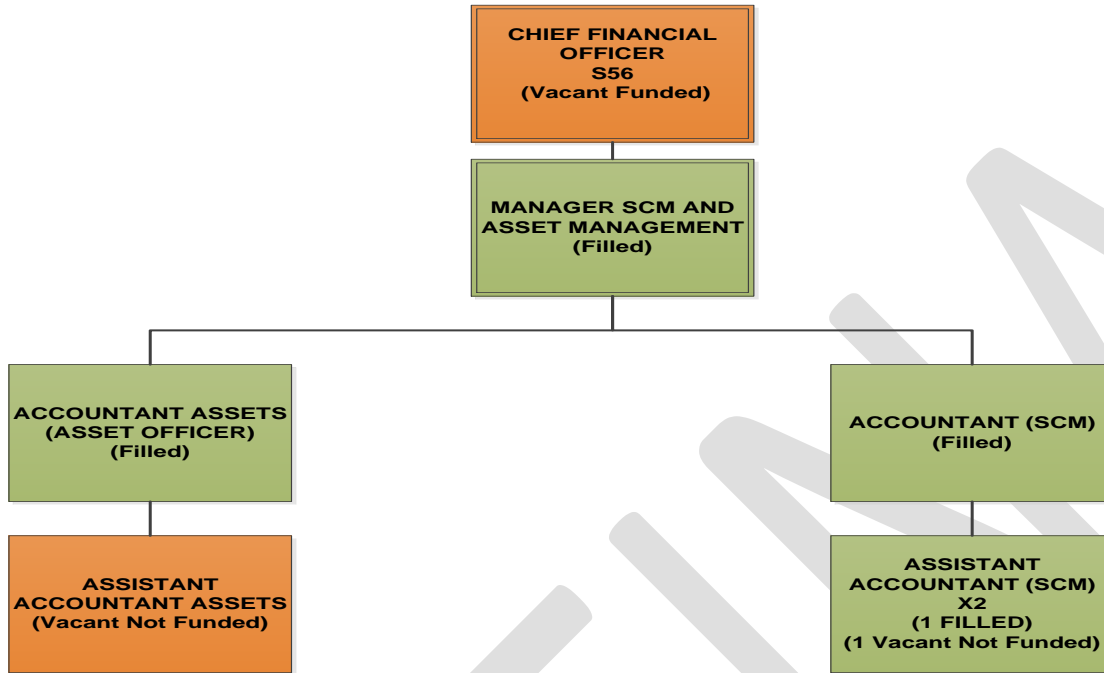 CHIEF FINANCIAL
OFFICER
S56
(Vacant Funded)
MANAGER SCM AND
ASSET MANAGEMENT
(Filled)
ACCOUNTANT ASSETS
(ASSET OFFICER)
(Filled)
ACCOUNTANT (SCM)
(Filled)
ASSISTANT
ACCOUNTANT ASSETS
(Vacant Not Funded)
ASSISTANT
ACCOUNTANT (SCM)
X2
(1 FILLED)
(1 Vacant Not Funded)